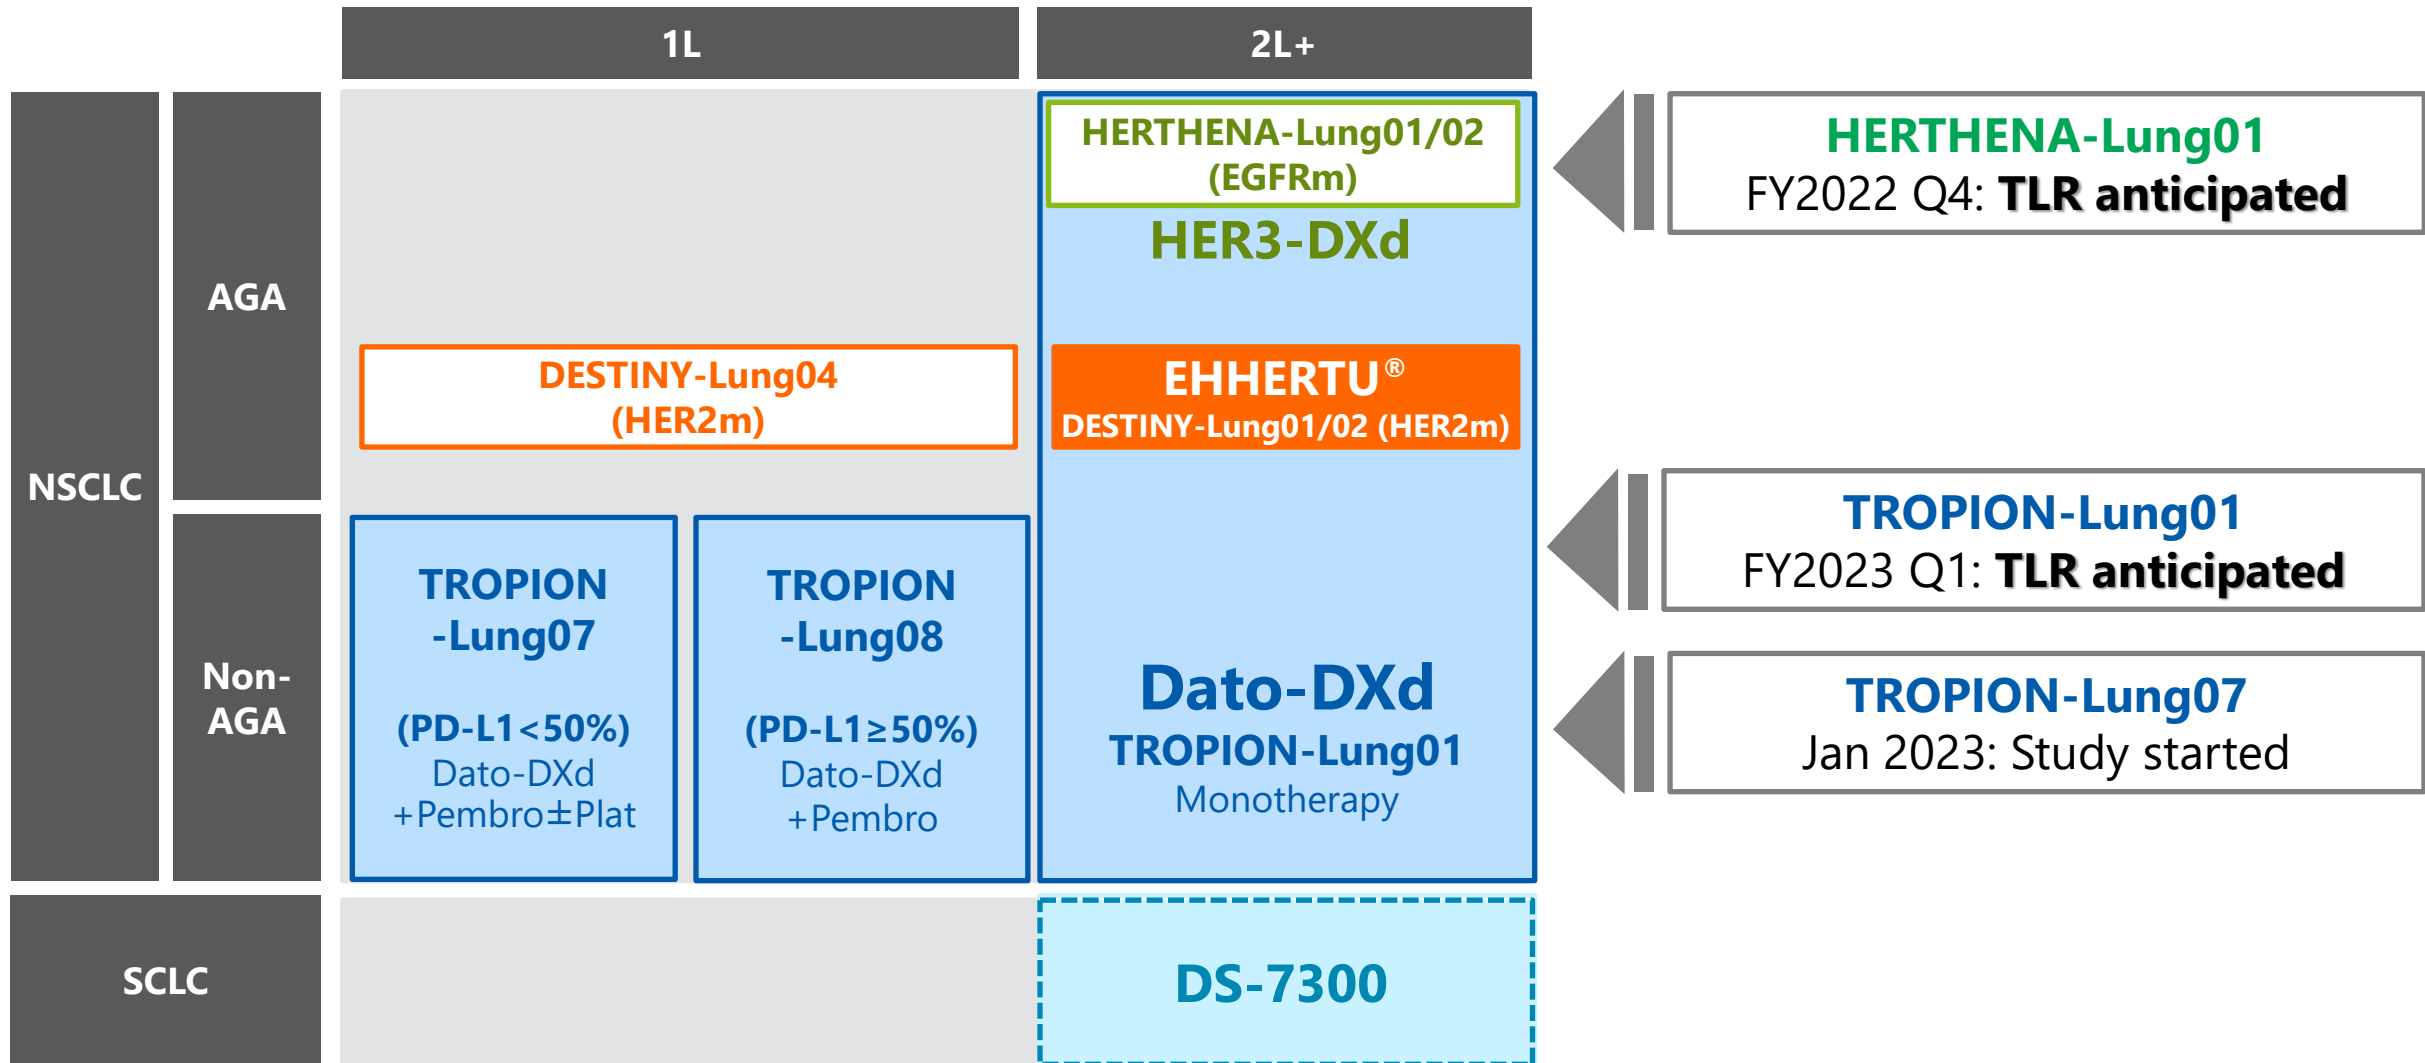 1L
2L+
NSCLC
AGA
HERTHENA-Lung01/02
(EGFRm)
HER3-DXd
DESTINY-Lung04
(HER2m)
EHHERTU®
DESTINY-Lung01/02 (HER2m)
Non-
AGA
TROPION
-Lung07
(PD-L1<50%)
Dato-DXd
+Pembro±Plat
TROPION
-Lung08
(PD-L1≥50%)
Dato-DXd
+Pembro
Dato-DXd
TROPION-Lung01
Monotherapy
SCLC
DS-7300
HERTHENA-Lung01
FY2022 Q4: TLR anticipated
TROPION-Lung01
FY2023 Q1: TLR anticipated
TROPION-Lung07
Jan 2023: Study started